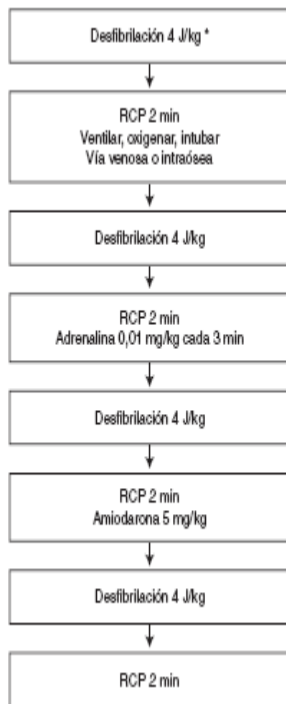 Desfibrilación 4 J/kg *
RCP 2 min
Ventilar, oxigenar, intubar
Vía venosa o intraósea
Desfibrilación 4 J/kg
RCP 2 min
Adrenalina 0,01 mg/kg cada 3 min
Desfibrilación 4 J/kg
RCP 2 min
Amiodarona 5 mg/kg
Desfibrilación 4 J/kg
RCP 2 min